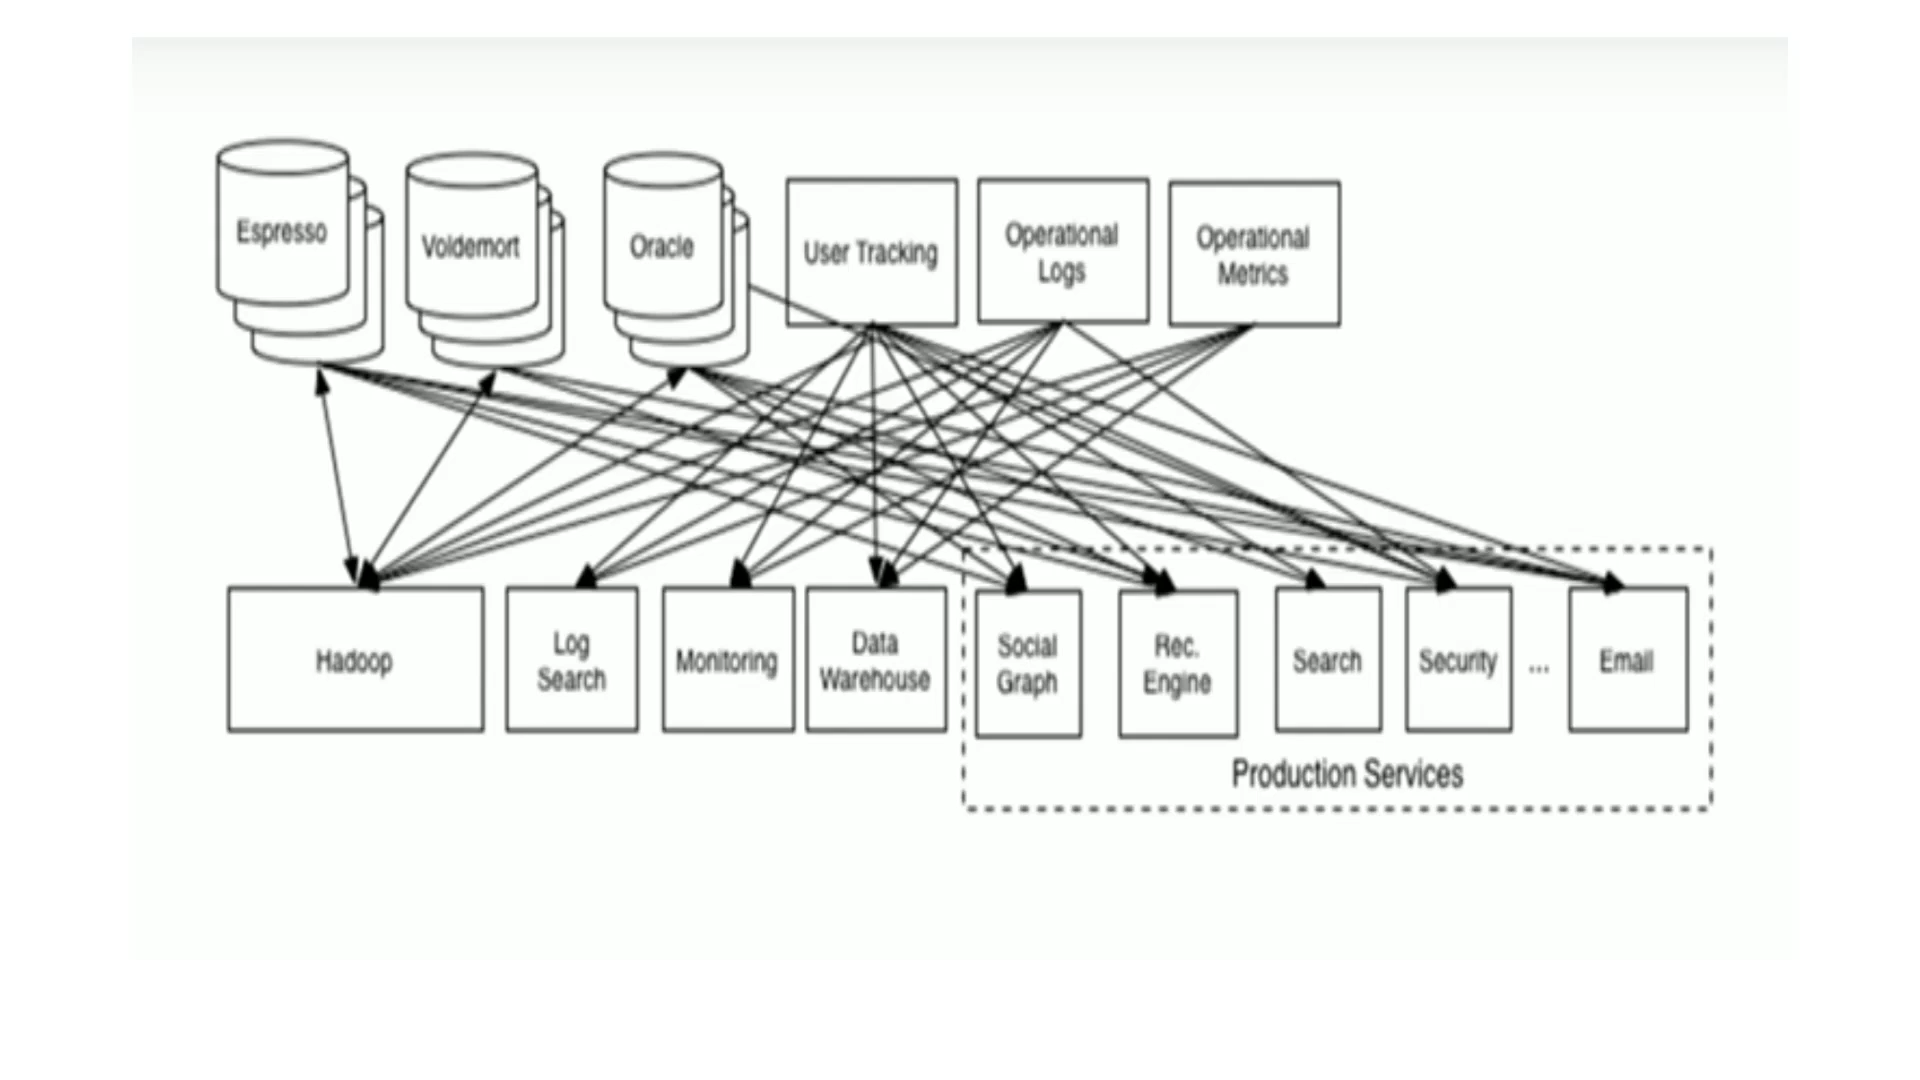 Espresso
Voldemort
Oracle
User Tracking
Operational
Logs
Operational
Metrics
Hadoop
Log
Search
Monitoring
Data
Warehouse
Social
Graph
Rec.
Engine
Search
Security
...
Email
Production Services